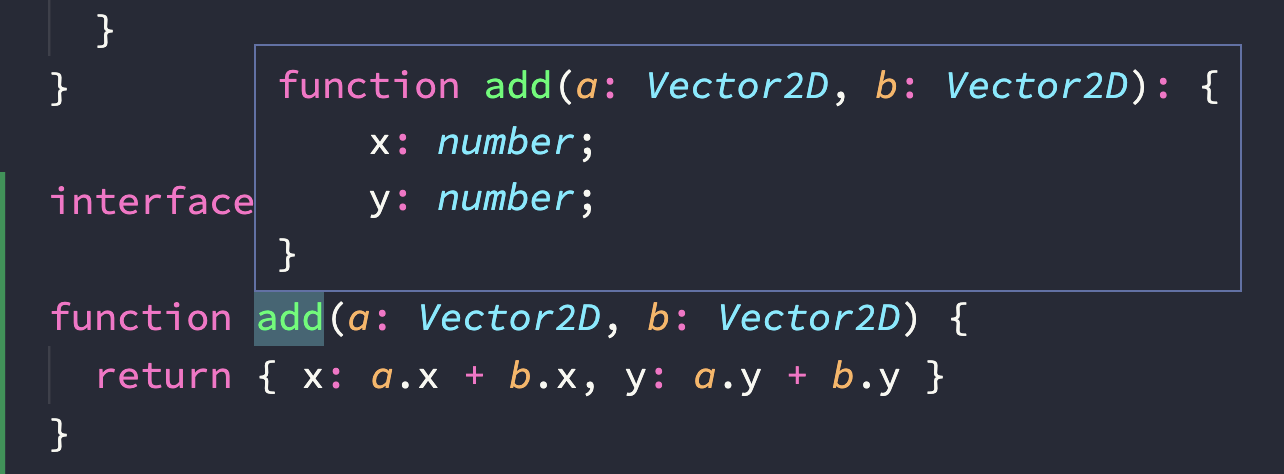 }
}
function add(a: Vector2D, b: Vector2D): {
x: number;
y: number;
}
interface
function add(a: Vector2D, b: Vector2D) {
return { x: a.x + b.x, y: a.y + b.y }
}